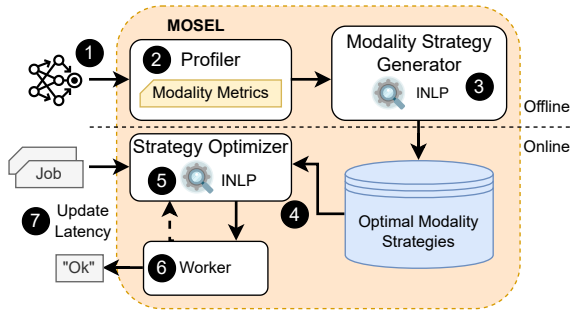 MOSEL
1
2 Profiler
Modality Metrics
Modality Strategy
Generator
INLP 3
Offline
Online
Job
Strategy Optimizer
5 INLP
4
Optimal Modality
Strategies
7 Update
Latency
"Ok"
6 Worker